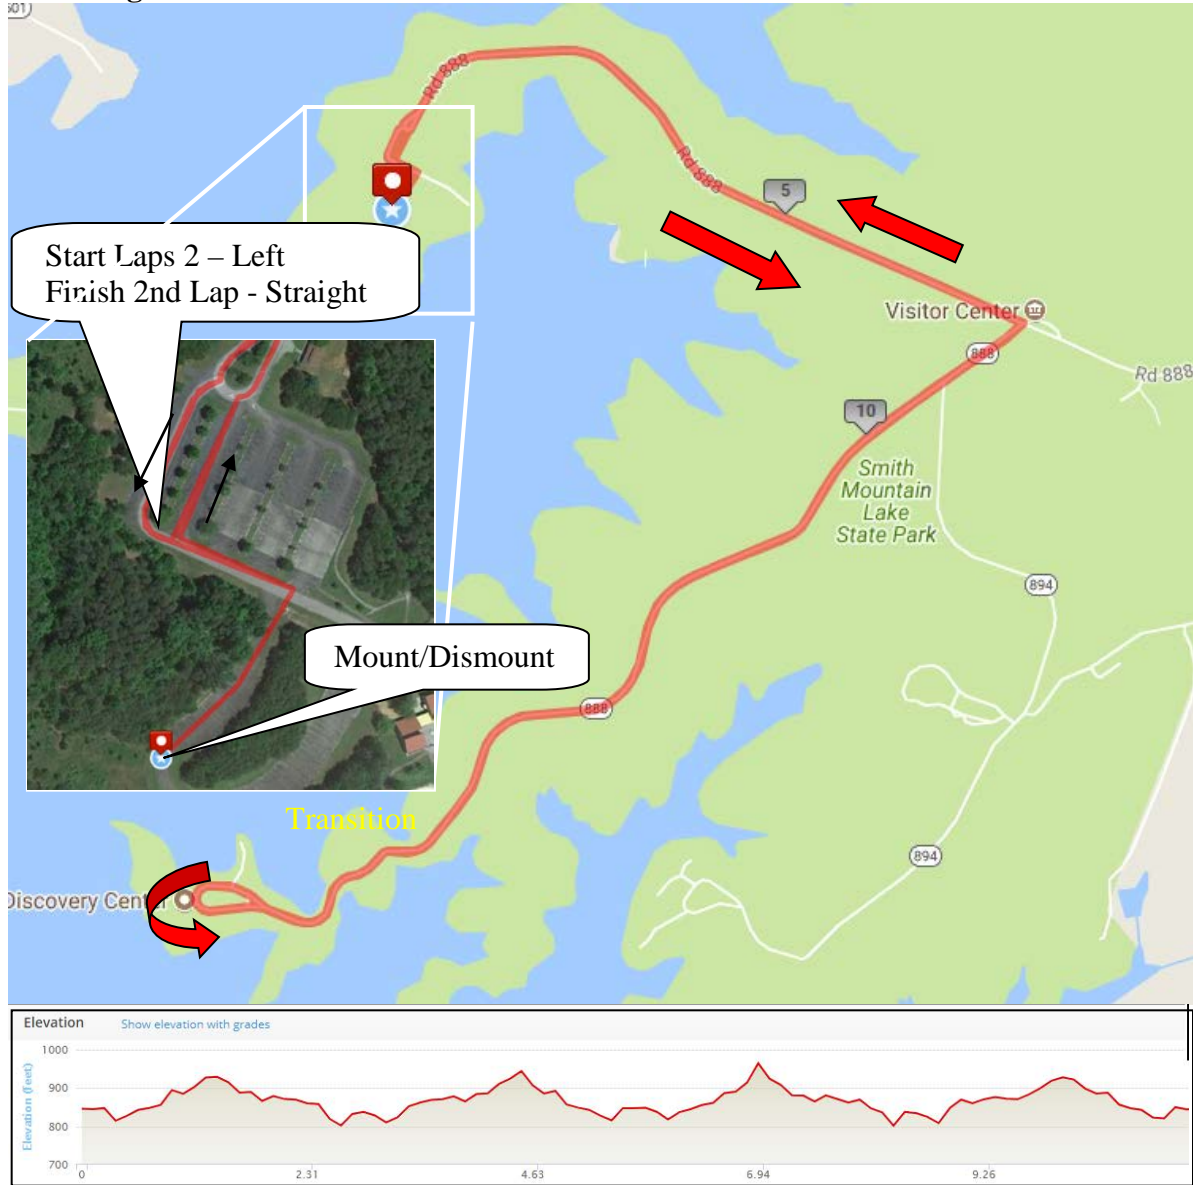 601
Rd 888
Rd 888
5
Start Laps 2 – Left
Finish 2nd Lap - Straight
Visitor Center
888
Rd 888
10
Smith
Mountain
Lake
State Park
894
Mount/Dismount
888
Transition
894
Discovery Center
Elevation
Show elevation with grades
Elevation (feet)
1000
900
800
700
0
2.31
4.63
6.94
9.26